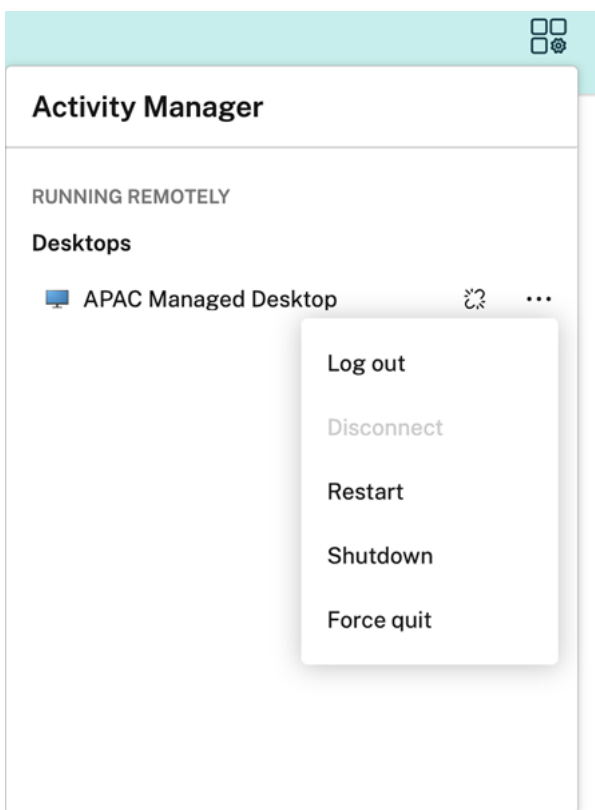 Activity Manager
RUNNING REMOTELY
Desktops
APAC Managed Desktop
Log out
Disconnect
Restart
Shutdown
Force quit